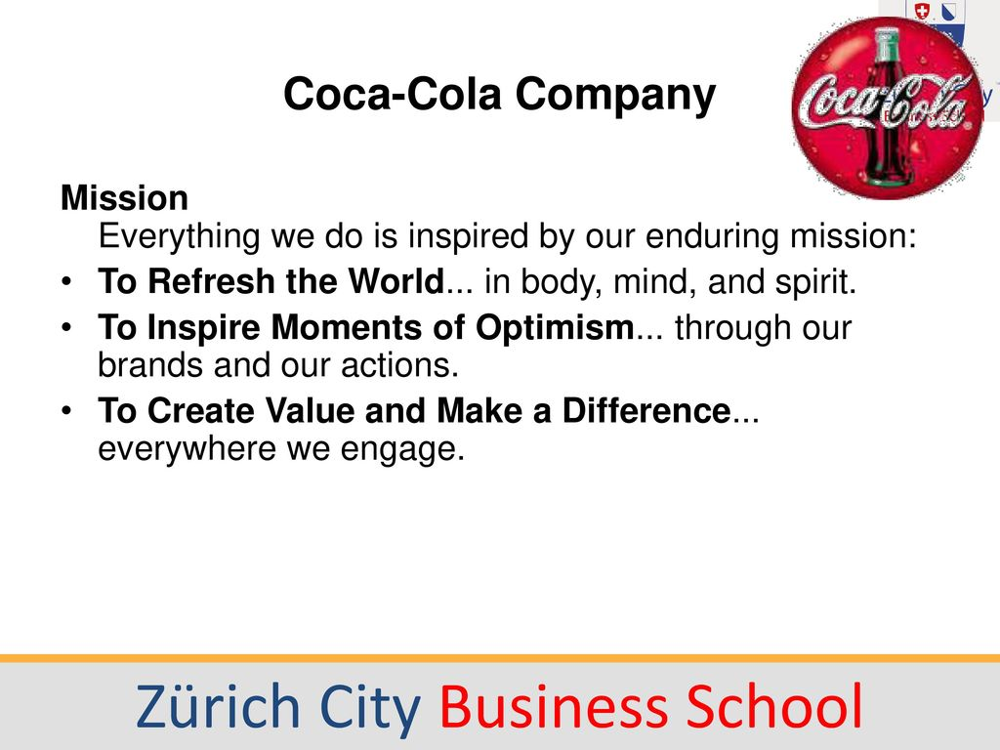 Coca-Cola Company
Coca-Cola
Mission
Everything we do is inspired by our enduring mission:
• To Refresh the World... in body, mind, and spirit.
• To Inspire Moments of Optimism... through our
brands and our actions.
• To Create Value and Make a Difference...
everywhere we engage.
Zürich City Business School